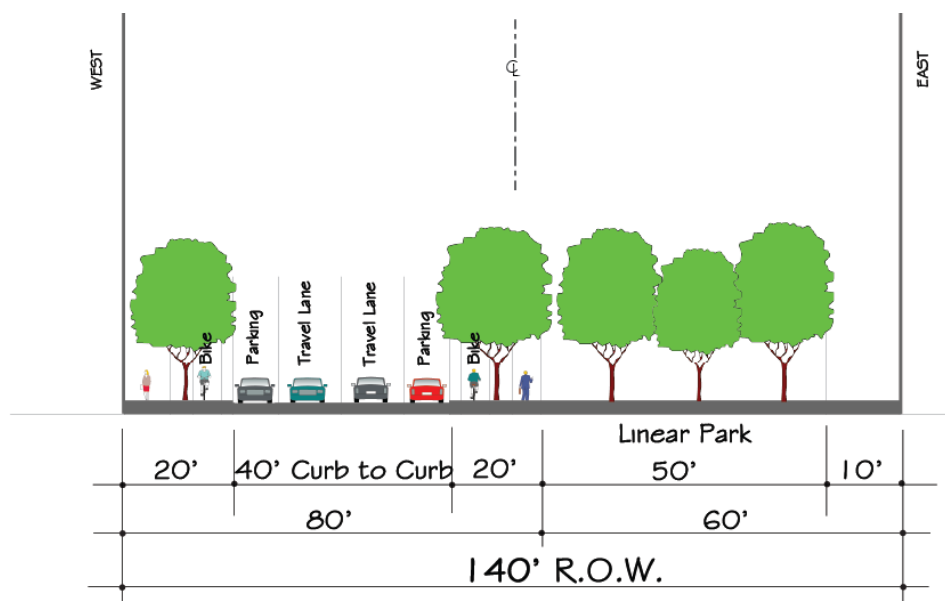 WEST
EAST
℄
Bike
Parking
Travel Lane
Travel Lane
Parking
Bike
Linear Park
20'
40' Curb to Curb
20'
50'
10'
80'
60'
140' R.O.W.